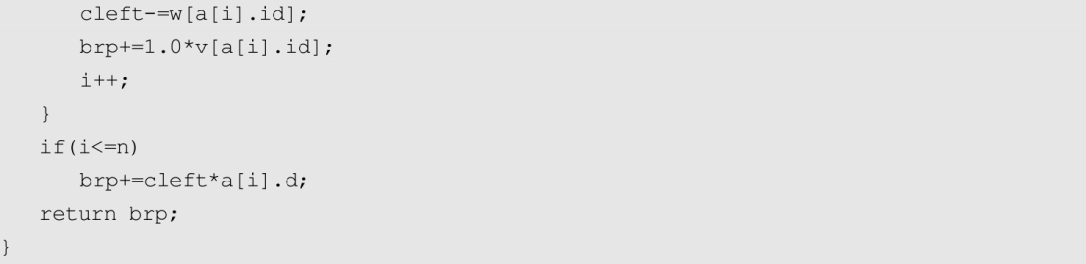 cleft-=w[a[i].id];
brp+=1.0*v[a[i].id];
i++;
}
if(i<=n)
brp+=cleft*a[i].d;
return brp;
}